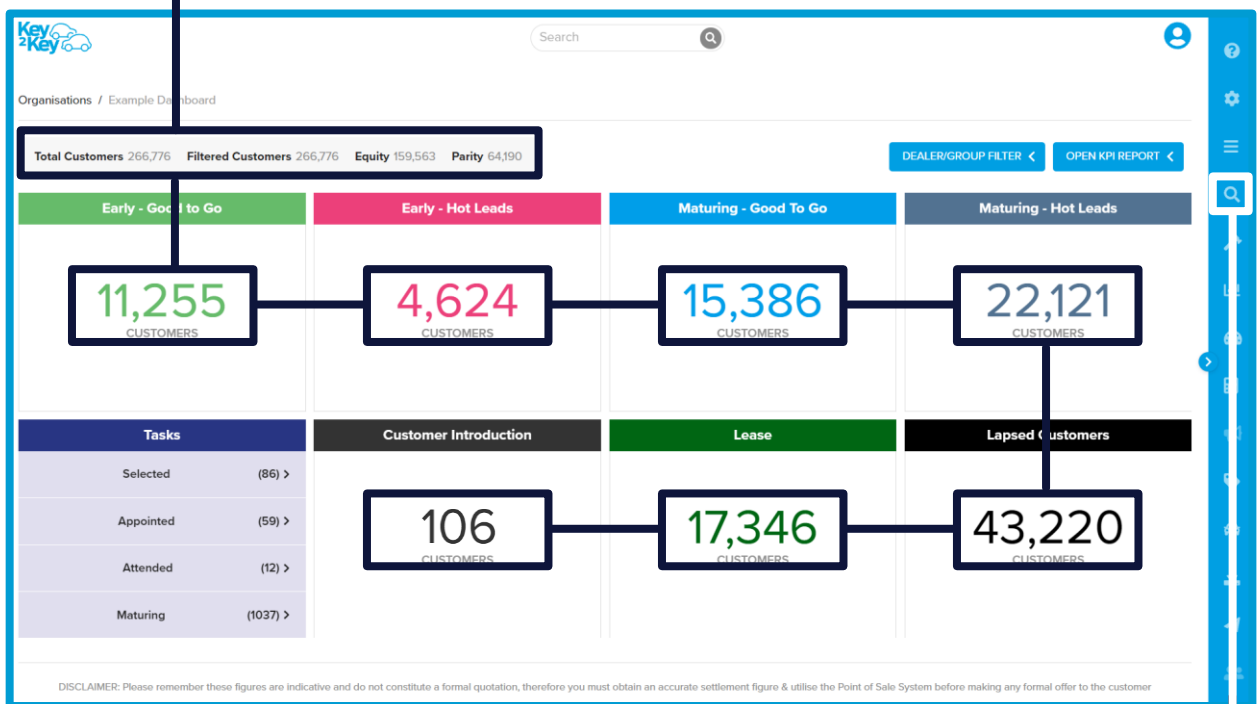 Key
2Key
Search
Organisations / Example Dashboard
Total Customers 266,776 Filtered Customers 266,776 Equity 159,563 Parity 64,190
DEALER/GROUP FILTER OPEN KPI REPORT
Early - Good to Go Early - Hot Leads Maturing - Good To Go Maturing - Hot Leads
11,255 4,624 15,386 22,121
CUSTOMERS CUSTOMERS CUSTOMERS CUSTOMERS
Tasks Customer Introduction Lease Lapsed Customers
Selected (86) >
Appointed (59) >
106 17,346 43,220
CUSTOMERS CUSTOMERS CUSTOMERS
Attended (12) >
Maturing (1037) >
DISCLAIMER: Please remember these figures are indicative and do not constitute a formal quotation, therefore you must obtain an accurate settlement figure & utilise the Point of Sale System before making any formal offer to the customer